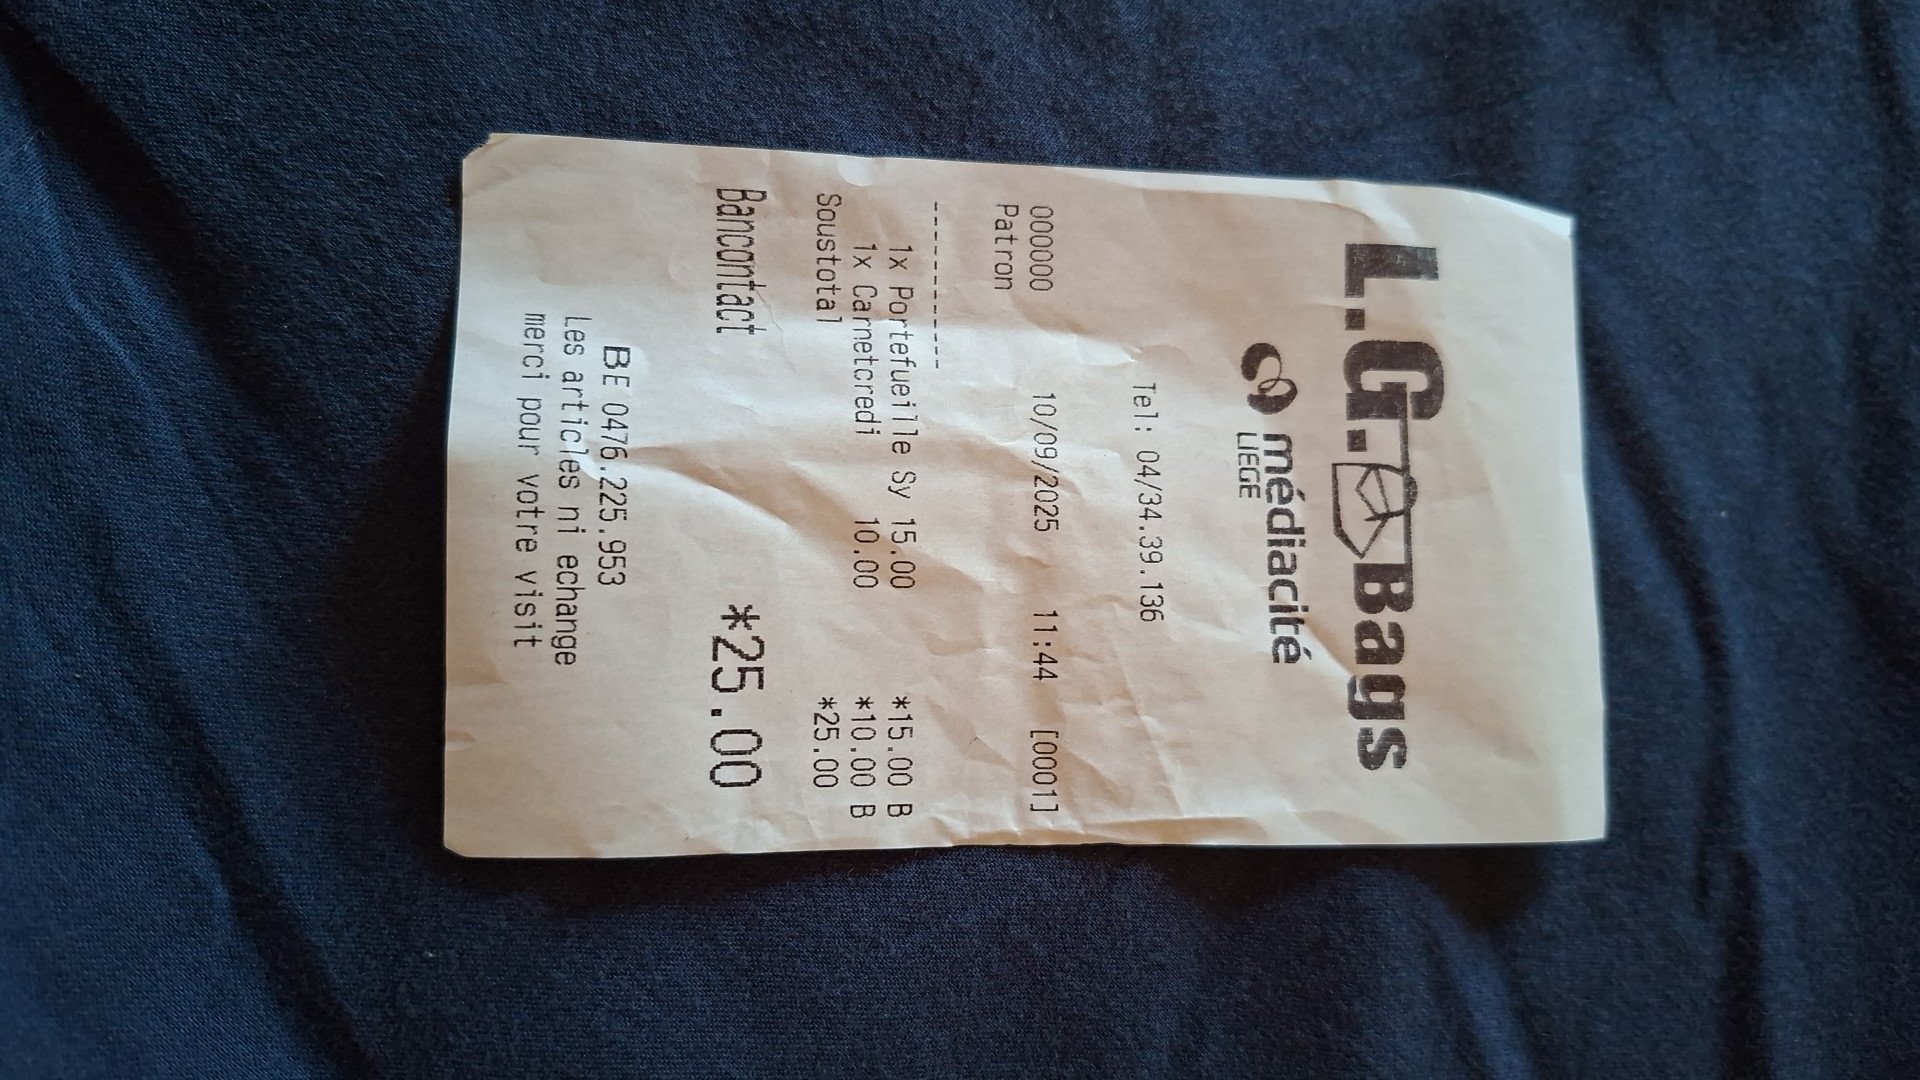 L.G. Bags
médiacité
LIEGE
Tel: 04/34.39.136
000000 10/09/2025 11:44 [0001]
Patron
----------
1x Portefueille Sy 15.00 *15.00 B
1x Carnetcredi 10.00 *10.00 B
Soustotal *25.00
Bancontact *25.00
BE 0476.225.953
Les articles ni echange
merci pour votre visit